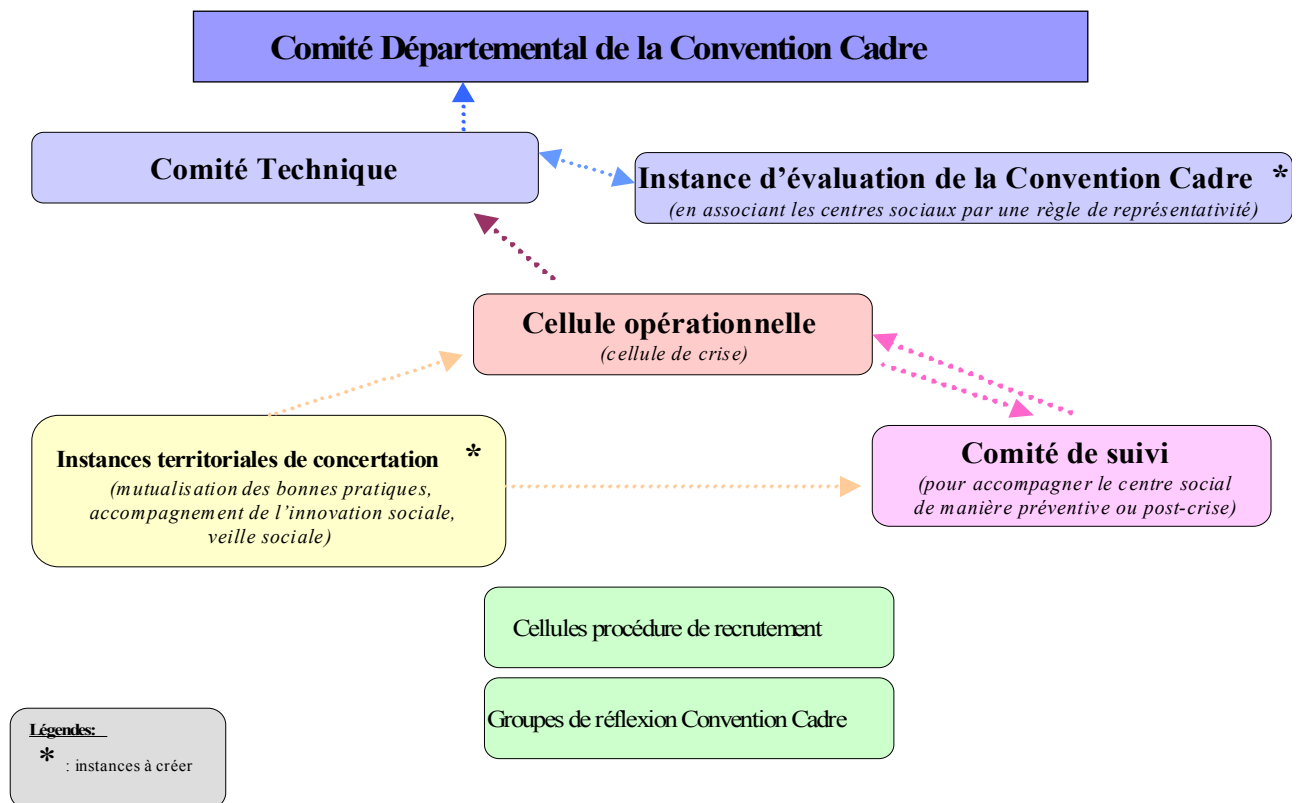 Comité Départemental de la Convention Cadre
Comité Technique
Instance d’évaluation de la Convention Cadre *
(en associant les centres sociaux par une règle de représentativité)
Cellule opérationnelle
(cellule de crise)
Instances territoriales de concertation *
(mutualisation des bonnes pratiques,
accompagnement de l’innovation sociale,
veille sociale)
Comité de suivi
(pour accompagner le centre social
de manière préventive ou post-crise)
Cellules procédure de recrutement
Groupes de réflexion Convention Cadre
Légendes:
* : instances à créer